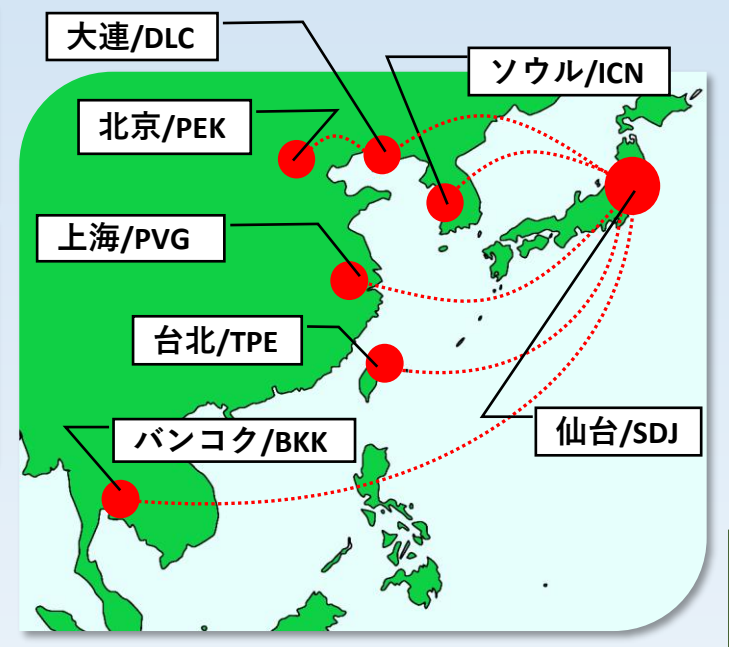 大連/DLC
ソウル/ICN
北京/PEK
上海/PVG
台北/TPE
バンコク/BKK
仙台/SDJ